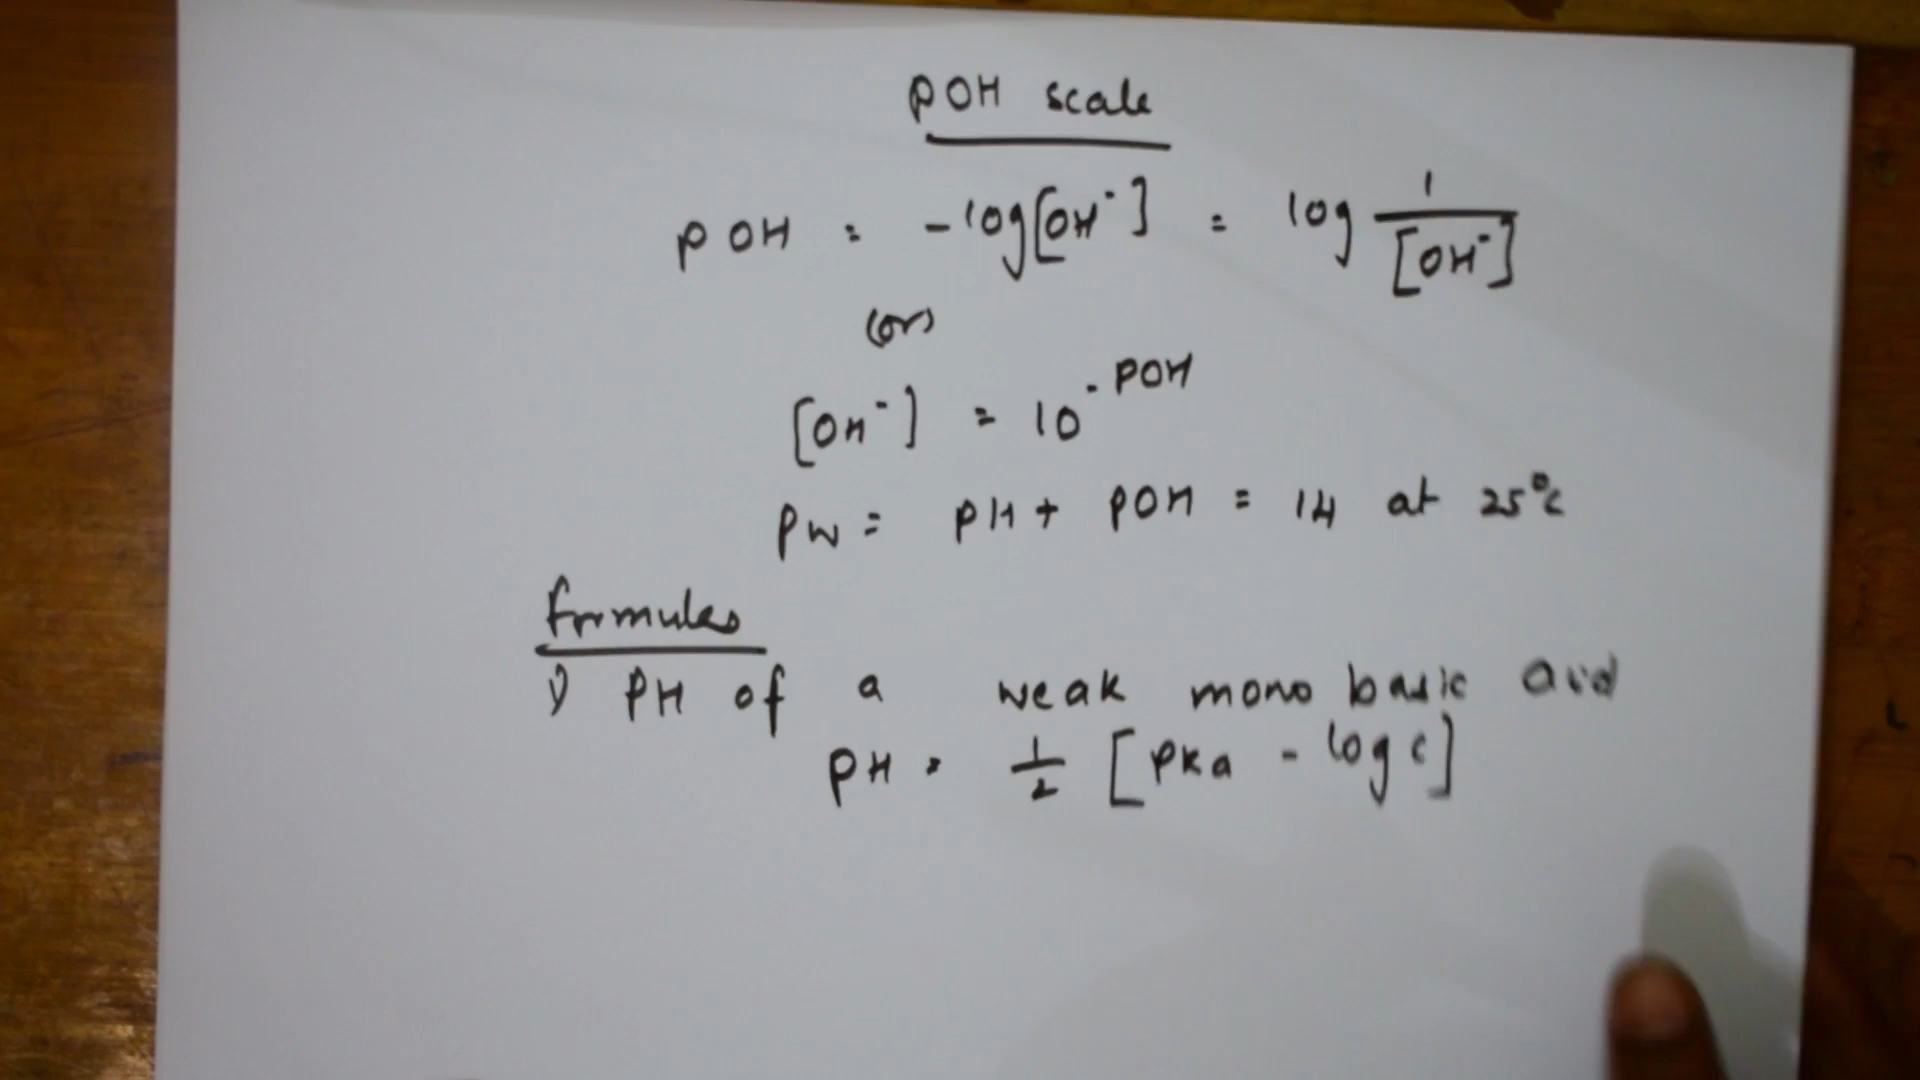 POH scale
POH = -log[OH⁻] = log 1/[OH⁻]
(or)
[OH⁻] = 10^-POH
Pw = PH + POH = 14 at 25°C
Formulas
1) PH of a weak mono basic acid
PH = 1/2 [PKa - log c]